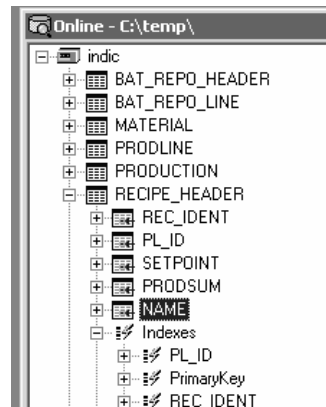 Online - C:\temp\
indic
BAT_REPO_HEADER
BAT_REPO_LINE
MATERIAL
PRODLINE
PRODUCTION
RECIPE_HEADER
REC_IDENT
PL_ID
SETPOINT
PRODSUM
NAME
Indexes
PL_ID
PrimaryKey
REC_IDENT